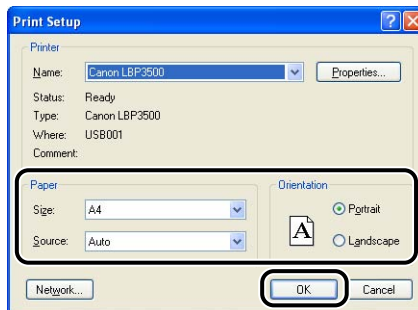 Print Setup
Printer
Name: Canon LBP3500 Properties...
Status: Ready
Type: Canon LBP3500
Where: USB001
Comment:
Paper Orientation
Size: A4 Portrait
Source: Auto A Landscape
Network... OK Cancel